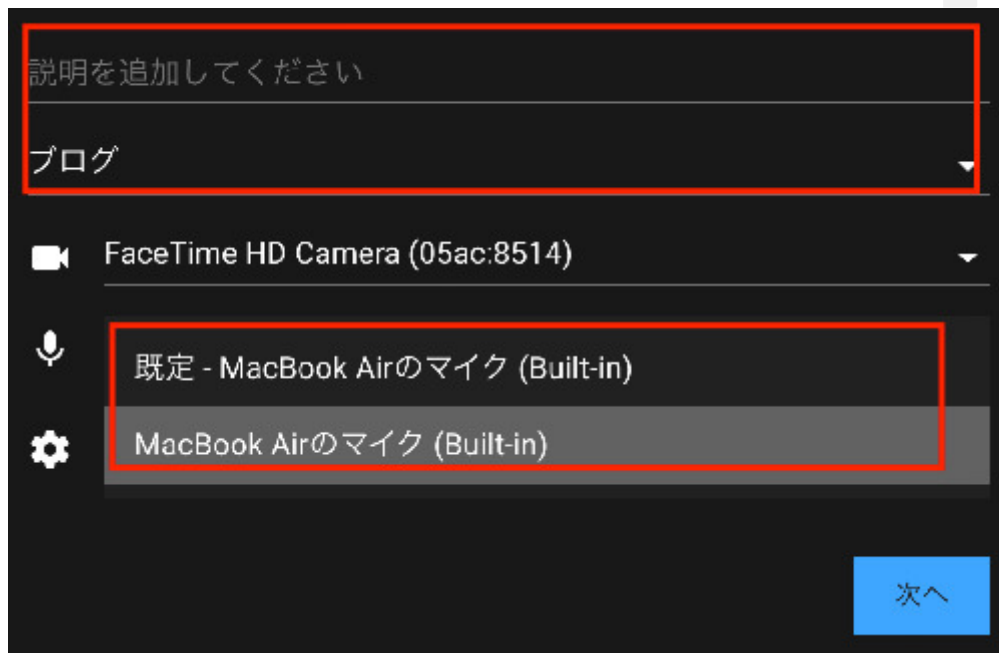 説明を追加してください
ブログ
FaceTime HD Camera (05ac:8514)
既定 - MacBook Airのマイク (Built-in)
MacBook Airのマイク (Built-in)
次へ